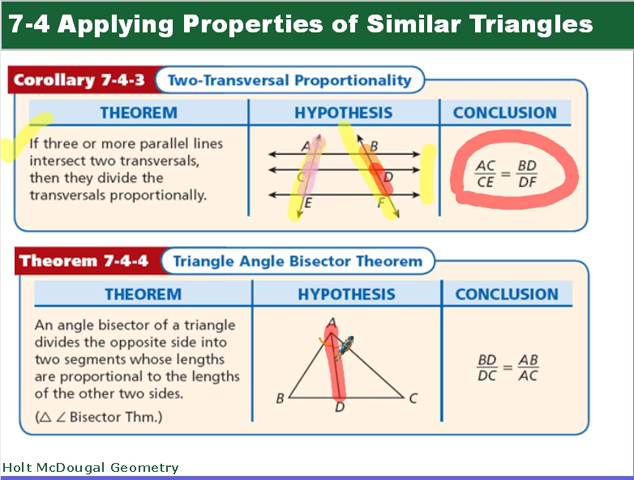 7-4 Applying Properties of Similar Triangles
Corollary 7-4-3 Two-Transversal Proportionality
THEOREM HYPOTHESIS CONCLUSION
If three or more parallel lines
intersect two transversals,
then they divide the
transversals proportionally.
A B
C D
E F
AC/CE = BD/DF
Theorem 7-4-4 Triangle Angle Bisector Theorem
THEOREM HYPOTHESIS CONCLUSION
An angle bisector of a triangle
divides the opposite side into
two segments whose lengths
are proportional to the lengths
of the other two sides.
(△ ∠ Bisector Thm.)
A
B D C
BD/DC = AB/AC
Holt McDougal Geometry